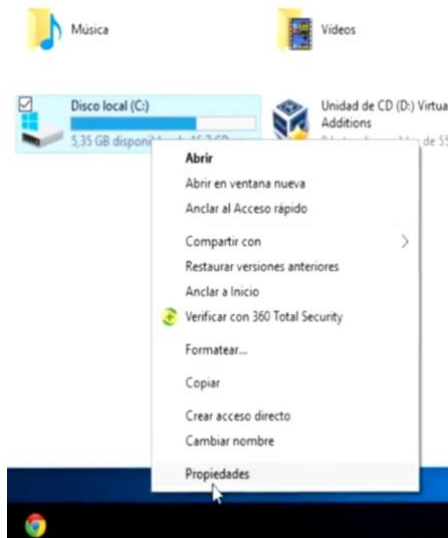 Música
Vídeos
Disco local (C:)
Unidad de CD (D:) Virtua
Additions
5,35 GB disponi
Abrir
Abrir en ventana nueva
Anclar al Acceso rápido
Compartir con
Restaurar versiones anteriores
Anclar a Inicio
Verificar con 360 Total Security
Formatear...
Copiar
Crear acceso directo
Cambiar nombre
Propiedades